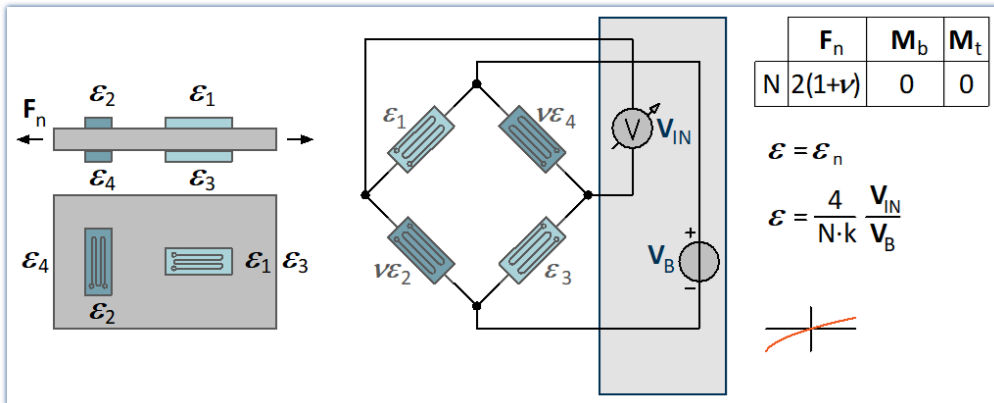 F_n
ε_2 ε_1
ε_4 ε_3
ε_4 ε_1 ε_3
ε_2
ε_1 νε_4
νε_2 ε_3
V V_IN
V_B + −
F_n M_b M_t
N 2(1+ν) 0 0
ε = ε_n
ε = 4/(N·k) V_IN/V_B